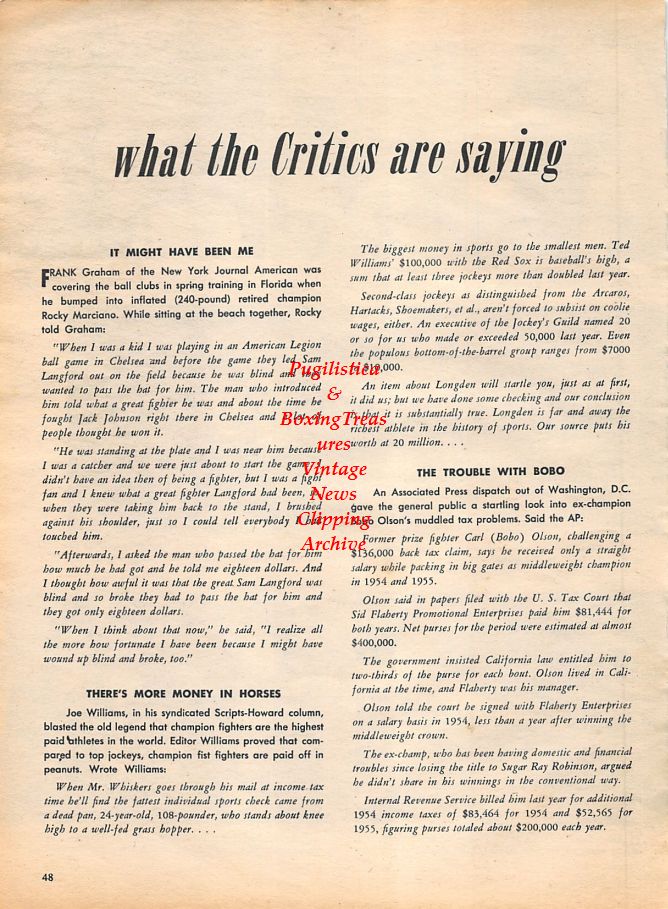 what the Critics are saying
IT MIGHT HAVE BEEN ME
FRANK Graham of the New York Journal American was
covering the ball clubs in spring training in Florida when
he bumped into inflated (240-pound) retired champion
Rocky Marciano. While sitting at the beach together, Rocky
told Graham:
"When I was a kid I was playing in an American Legion
ball game in Chelsea and before the game they led Sam
Langford out on the field because he was blind and they
wanted to pass the hat for him. The man who introduced
him told what a great fighter he was and about the time he
fought Jack Johnson right there in Chelsea and a lot of
people thought he won it.
"He was standing at the plate and I was near him because
I was a catcher and we were just about to start the game. I
didn't have an idea then of being a fighter, but I was a fight
fan and I knew what a great fighter Langford had been, so
when they were taking him back to the stand, I brushed
against his shoulder, just so I could tell everybody I had
touched him.
"Afterwards, I asked the man who passed the hat for him
how much he had got and he told me eighteen dollars. And
I thought how awful it was that the great Sam Langford was
blind and so broke they had to pass the hat for him and
they got only eighteen dollars.
"When I think about that now," he said, "I realize all
the more how fortunate I have been because I might have
wound up blind and broke, too."
THERE'S MORE MONEY IN HORSES
Joe Williams, in his syndicated Scripps-Howard column,
blasted the old legend that champion fighters are the highest
paid athletes in the world. Editor Williams proved that com-
pared to top jockeys, champion fist fighters are paid off in
peanuts. Wrote Williams:
When Mr. Whiskers goes through his mail at income tax
time he'll find the fattest individual sports check came from
a dead pan, 24-year-old, 108-pounder, who stands about knee
high to a well-fed grass hopper. . . .
48
The biggest money in sports go to the smallest men. Ted
Williams' $100,000 with the Red Sox is baseball's high, a
sum that at least three jockeys more than doubled last year.
Second-class jockeys as distinguished from the Arcaros,
Hartacks, Shoemakers, et al., aren't forced to subsist on coolie
wages, either. An executive of the Jockey's Guild named 20
or so for us who made or exceeded 50,000 last year. Even
the populous bottom-of-the-barrel group ranges from $7000
,000.
An item about Longden will startle you, just as at first,
it did us; but we have done some checking and our conclusion
is that it is substantially true. Longden is far and away the
richest athlete in the history of sports. Our source puts his
worth at 20 million. . . .
THE TROUBLE WITH BOBO
An Associated Press dispatch out of Washington, D.C.
gave the general public a startling look into ex-champion
Bobo Olson's muddled tax problems. Said the AP:
Former prize fighter Carl (Bobo) Olson, challenging a
$136,000 back tax claim, says he received only a straight
salary while packing in big gates as middleweight champion
in 1954 and 1955.
Olson said in papers filed with the U. S. Tax Court that
Sid Flaherty Promotional Enterprises paid him $81,444 for
both years. Net purses for the period were estimated at almost
$400,000.
The government insisted California law entitled him to
two-thirds of the purse for each bout. Olson lived in Cali-
fornia at the time, and Flaherty was his manager.
Olson told the court he signed with Flaherty Enterprises
on a salary basis in 1954, less than a year after winning the
middleweight crown.
The ex-champ, who has been having domestic and financial
troubles since losing the title to Sugar Ray Robinson, argued
he didn't share in his winnings in the conventional way.
Internal Revenue Service billed him last year for additional
1954 income taxes of $83,464 for 1954 and $52,565 for
1955, figuring purses totaled about $200,000 each year.
Pugilistica
&
BoxingTreas
ures
Vintage
News
Clipping
Archive